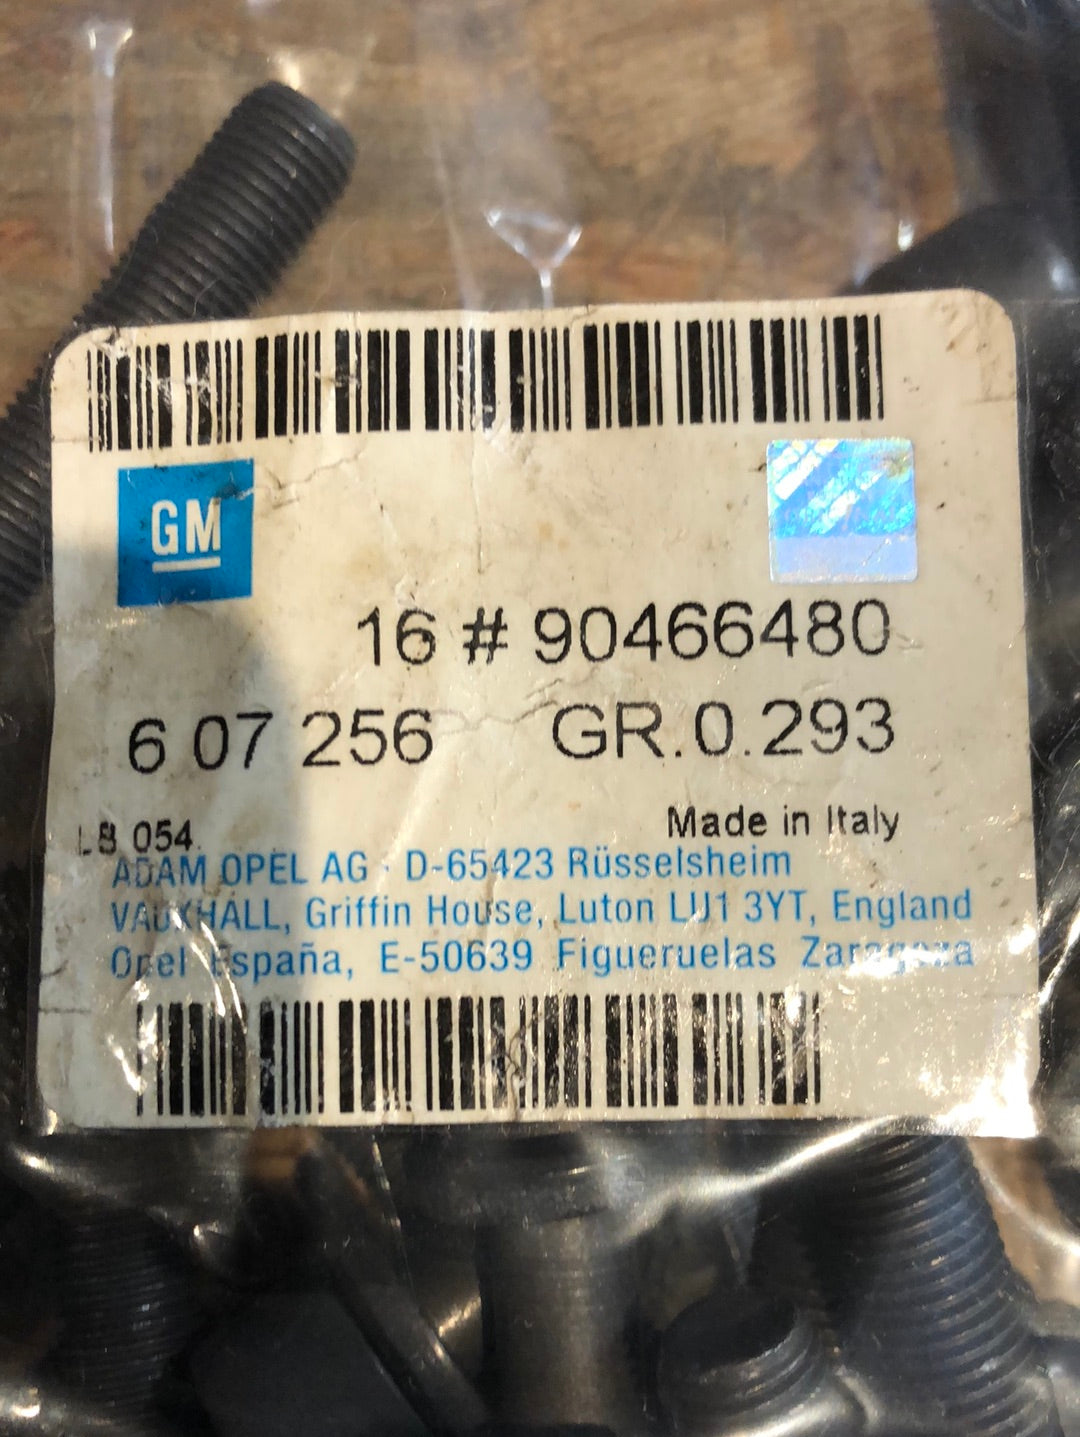 GM
16 # 90466480
6 07 256 GR.0.293
LB 054 Made in Italy
ADAM OPEL AG · D-65423 Rüsselsheim
VAUXHALL, Griffin House, Luton LU1 3YT, England
Opel España, E-50639 Figueruelas Zaragoza